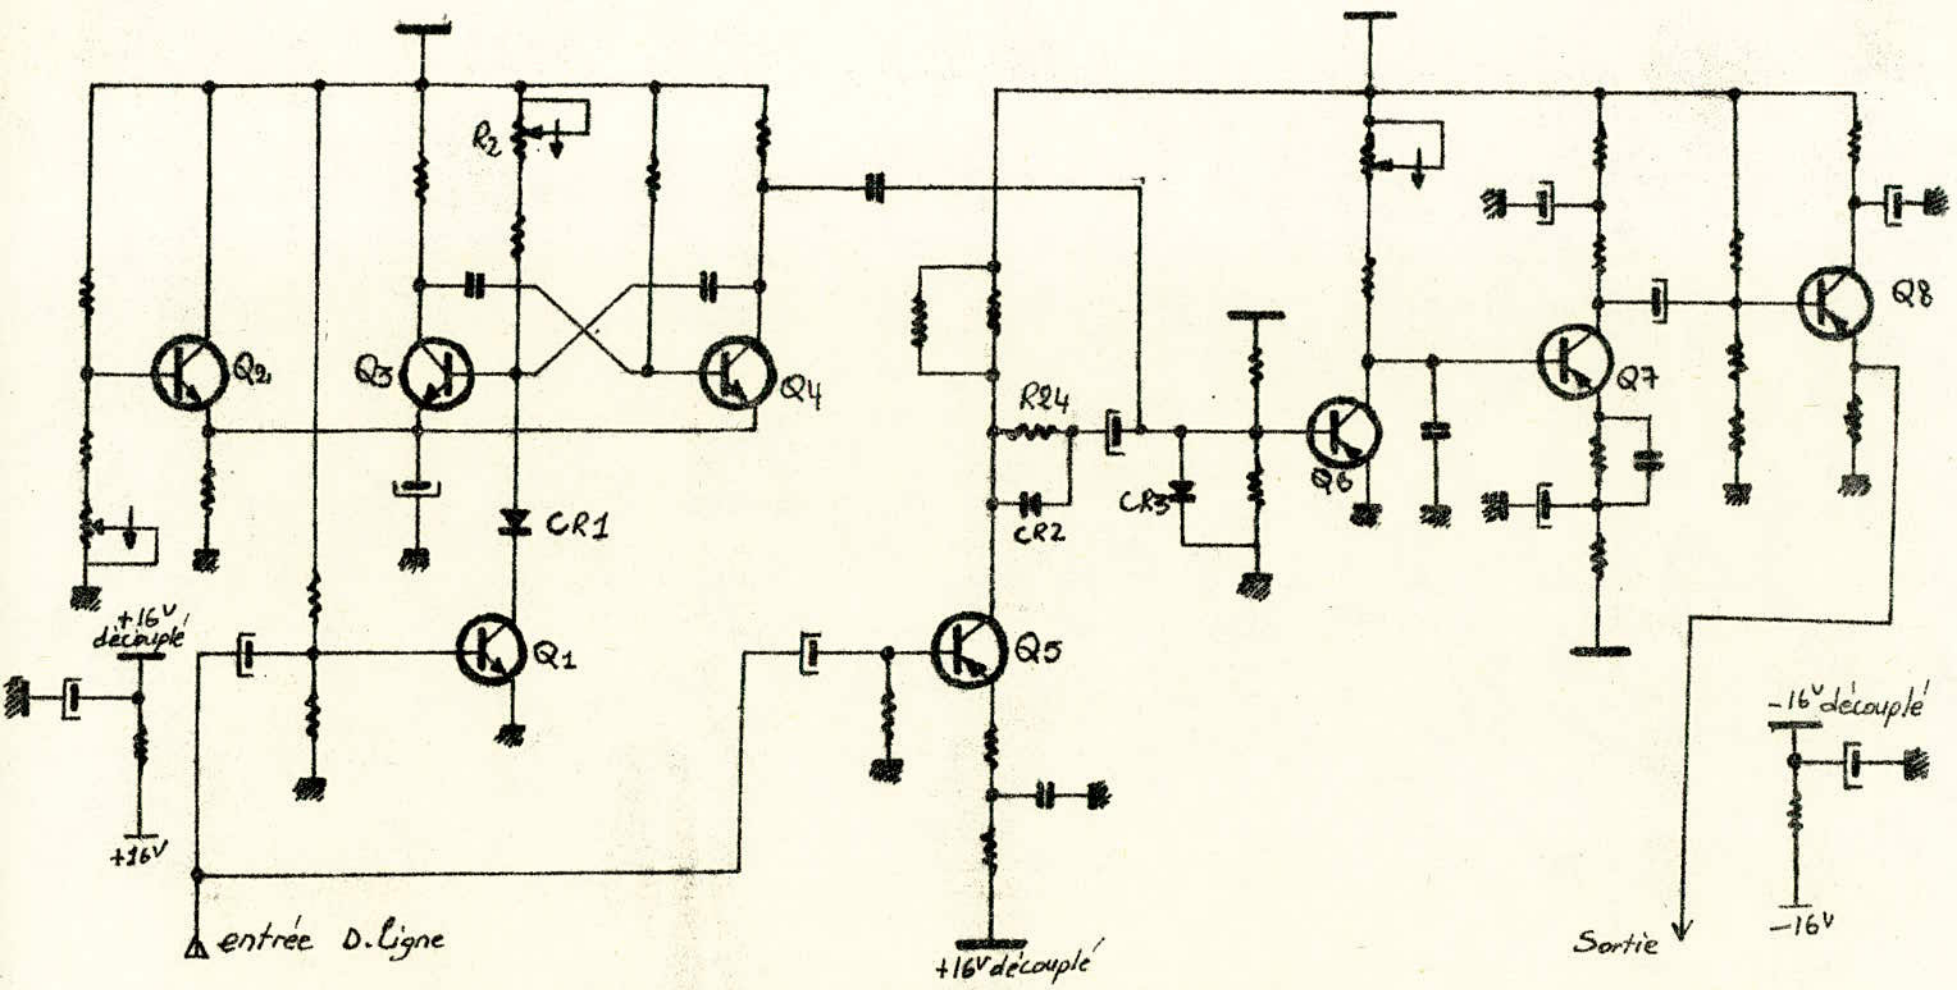 R2
Q2
Q3
Q4
Q8
Q7
R24
Q6
CR3
CR2
CR1
+16V
découplé
Q1
Q5
-16V découplé
+16V
entrée D.ligne
Sortie
-16V
+16V découplé